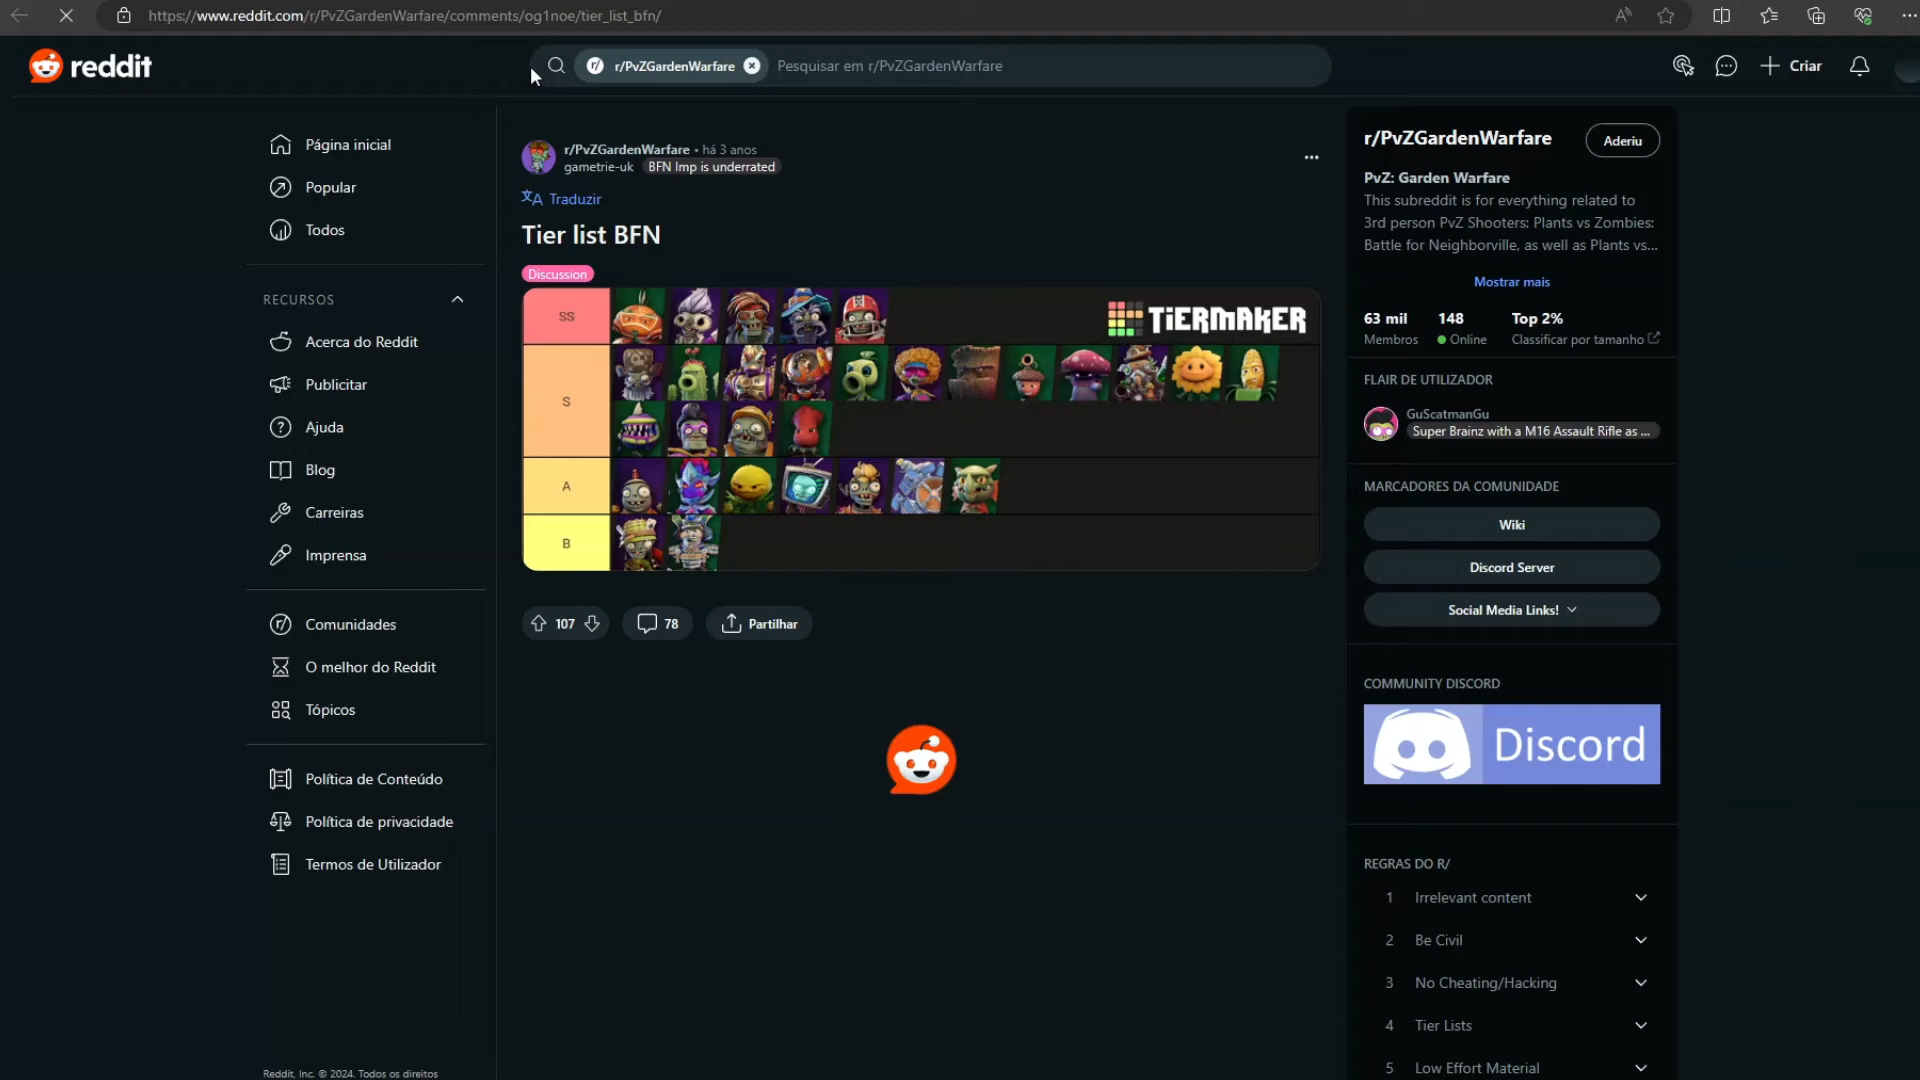 https://www.reddit.com/r/PvZGardenWarfare/comments/og1noe/tier_list_bfn/
reddit
r/PvZGardenWarfare
Pesquisar em r/PvZGardenWarfare
Criar
Página inicial
Popular
Todos
RECURSOS
Acerca do Reddit
Publicitar
Ajuda
Blog
Carreiras
Imprensa
Comunidades
O melhor do Reddit
Tópicos
Política de Conteúdo
Política de privacidade
Termos de Utilizador
Reddit, Inc. © 2024. Todos os direitos
r/PvZGardenWarfare • há 3 anos
gametrie-uk BFN Imp is underrated
Traduzir
Tier list BFN
Discussion
SS
TiERMAKER
S
A
B
107
78
Partilhar
r/PvZGardenWarfare
Aderiu
PvZ: Garden Warfare
This subreddit is for everything related to
3rd person PvZ Shooters: Plants vs Zombies:
Battle for Neighborville, as well as Plants vs...
Mostrar mais
63 mil 148 Top 2%
Membros Online Classificar por tamanho
FLAIR DE UTILIZADOR
GuScatmanGu
Super Brainz with a M16 Assault Rifle as ...
MARCADORES DA COMUNIDADE
Wiki
Discord Server
Social Media Links!
COMMUNITY DISCORD
Discord
REGRAS DO R/
1 Irrelevant content
2 Be Civil
3 No Cheating/Hacking
4 Tier Lists
5 Low Effort Material